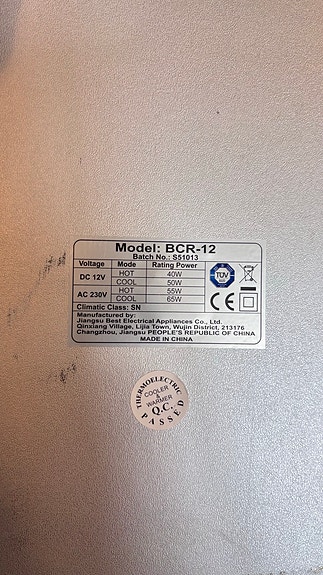 Model: BCR-12
Batch No.: S51013
Voltage Mode Rating Power
DC 12V HOT 40W
COOL 50W
AC 230V HOT 55W
COOL 65W
Climatic Class: SN
TÜV
CE
Manufactured by:
Jiangsu Best Electrical Appliances Co., Ltd.
Qinxiang Village, Lijia Town, Wujin District, 213176
Changzhou, Jiangsu PEOPLE'S REPUBLIC OF CHINA
MADE IN CHINA
THERMOELECTRIC
COOLER
&
WARMER
Q.C.
PASSED